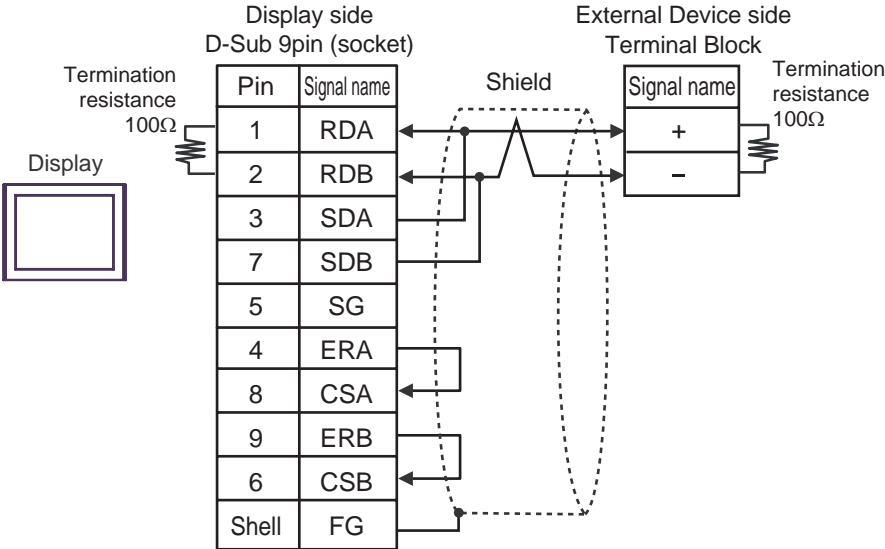 Display side
D-Sub 9pin (socket)
External Device side
Terminal Block
Termination
resistance
100Ω
Display
Shield
Termination
resistance
100Ω
Pin Signal name
1 RDA
2 RDB
3 SDA
7 SDB
5 SG
4 ERA
8 CSA
9 ERB
6 CSB
Shell FG
Signal name
+
−